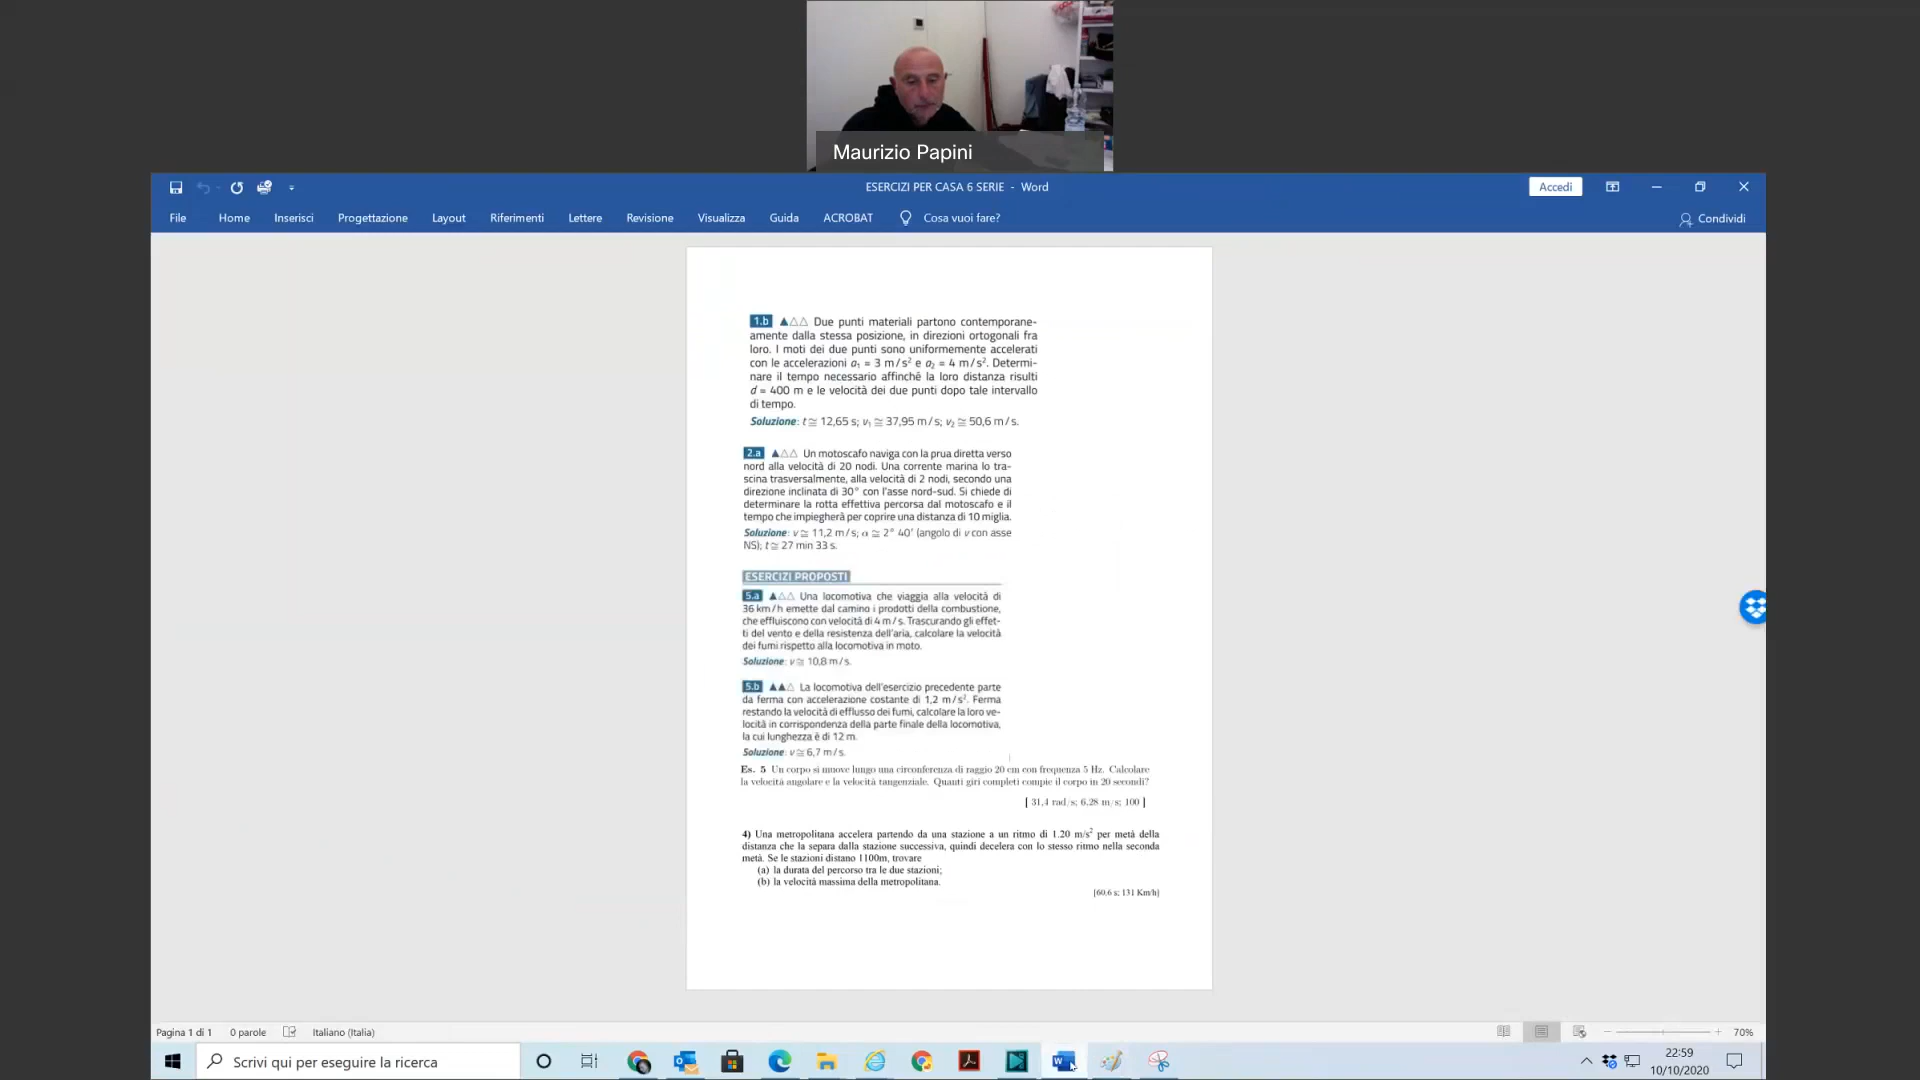 Maurizio Papini
ESERCIZI PER CASA 6 SERIE - Word
Accedi
File Home Inserisci Progettazione Layout Riferimenti Lettere Revisione Visualizza Guida ACROBAT Cosa vuoi fare? Condividi
1.b ▲△△ Due punti materiali partono contemporane-
amente dalla stessa posizione, in direzioni ortogonali fra
loro. I moti dei due punti sono uniformemente accelerati
con le accelerazioni a₁ = 3 m/s² e a₂ = 4 m/s². Determi-
nare il tempo necessario affinché la loro distanza risulti
d = 400 m e le velocità dei due punti dopo tale intervallo
di tempo.
Soluzione: t ≅ 12,65 s; v₁ ≅ 37,95 m/s; v₂ ≅ 50,6 m/s.
2.a ▲△△ Un motoscafo naviga con la prua diretta verso
nord alla velocità di 20 nodi. Una corrente marina lo tra-
scina trasversalmente, alla velocità di 2 nodi, secondo una
direzione inclinata di 30° con l'asse nord-sud. Si chiede di
determinare la rotta effettiva percorsa dal motoscafo e il
tempo che impiegherà per coprire una distanza di 10 miglia.
Soluzione: v ≅ 11,2 m/s; α ≅ 2° 40' (angolo di v con asse
NS); t ≅ 27 min 33 s.
ESERCIZI PROPOSTI
5.a ▲△△ Una locomotiva che viaggia alla velocità di
36 km/h emette dal camino i prodotti della combustione,
che effluiscono con velocità di 4 m/s. Trascurando gli effet-
ti del vento e della resistenza dell'aria, calcolare la velocità
dei fumi rispetto alla locomotiva in moto.
Soluzione: v ≅ 10,8 m/s.
5.b ▲▲△ La locomotiva dell'esercizio precedente parte
da ferma con accelerazione costante di 1,2 m/s². Ferma
restando la velocità di efflusso dei fumi, calcolare la loro ve-
locità in corrispondenza della parte finale della locomotiva,
la cui lunghezza è di 12 m.
Soluzione: v ≅ 6,7 m/s.
Es. 5 Un corpo si muove lungo una circonferenza di raggio 20 cm con frequenza 5 Hz. Calcolare
la velocità angolare e la velocità tangenziale. Quanti giri completi compie il corpo in 20 secondi?
[ 31,4 rad/s; 6.28 m/s; 100 ]
4) Una metropolitana accelera partendo da una stazione a un ritmo di 1.20 m/s² per metà della
distanza che la separa dalla stazione successiva, quindi decelera con lo stesso ritmo nella seconda
metà. Se le stazioni distano 1100m, trovare
(a) la durata del percorso tra le due stazioni;
(b) la velocità massima della metropolitana.
[60.6 s; 131 Km/h]
Pagina 1 di 1 0 parole Italiano (Italia) 70%
Scrivi qui per eseguire la ricerca
22:59
10/10/2020